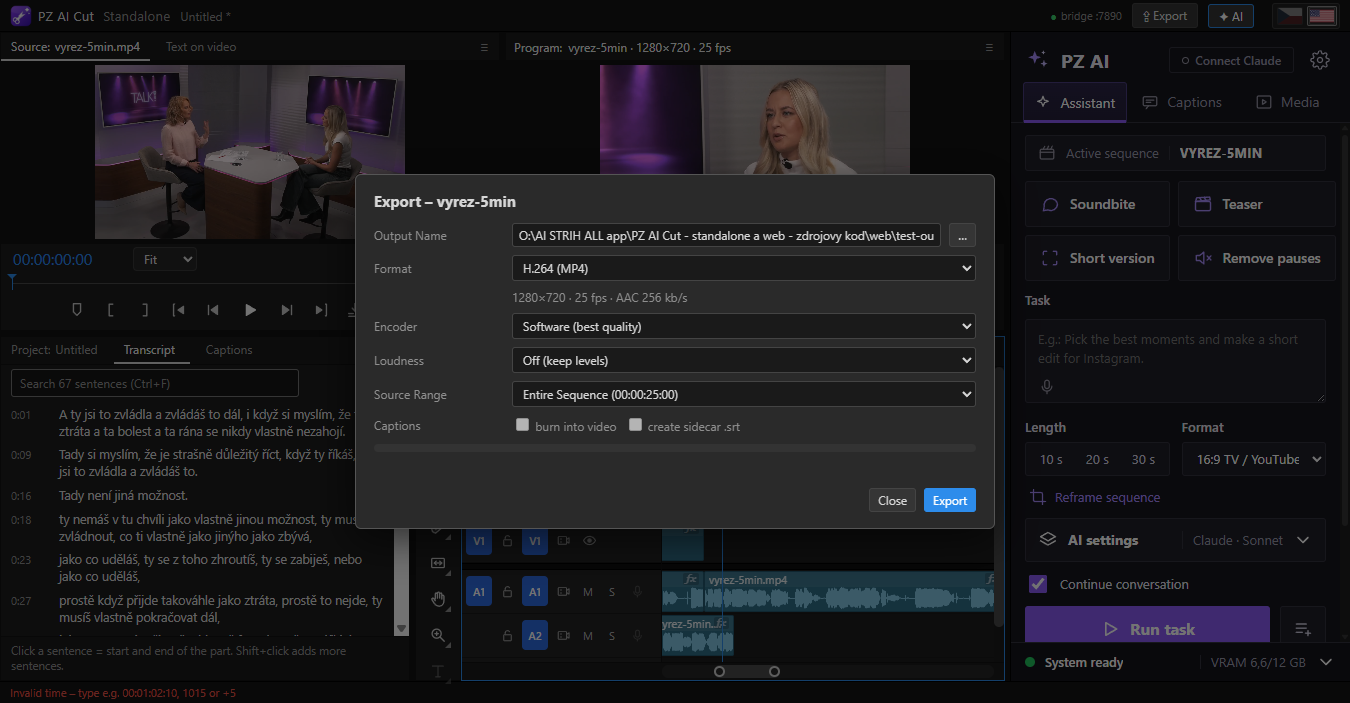 PZ AI Cut Standalone Untitled *
bridge :7890
Export
AI
Source: vyrez-5min.mp4
Text on video
Program: vyrez-5min · 1280×720 · 25 fps
PZ AI
Connect Claude
Assistant
Captions
Media
TALK!
Active sequence
VYREZ-5MIN
Soundbite
Teaser
Short version
Remove pauses
00:00:00:00
Fit
Export – vyrez-5min
Output Name
O:\AI STRIH ALL app\PZ AI Cut - standalone a web - zdrojovy kod\web\test-ou
...
Format
H.264 (MP4)
1280×720 · 25 fps · AAC 256 kb/s
Encoder
Software (best quality)
Loudness
Off (keep levels)
Source Range
Entire Sequence (00:00:25:00)
Captions
burn into video
create sidecar .srt
Close
Export
Task
E.g.: Pick the best moments and make a short
edit for Instagram.
Length
Format
10 s
20 s
30 s
16:9 TV / YouTube
Reframe sequence
AI settings
Claude · Sonnet
Continue conversation
Run task
System ready
VRAM 6,6/12 GB
Project: Untitled
Transcript
Captions
Search 67 sentences (Ctrl+F)
0:01
A ty jsi to zvládla a zvládáš to dál, i když si myslím, že
ztráta a ta bolest a ta rána se nikdy vlastně nezahojí.
0:09
Tady si myslím, že je strašně důležitý říct, když ty říkáš,
jsi to zvládla a zvládáš to.
0:16
Tady není jiná možnost.
0:18
ty nemáš v tu chvíli jako vlastně jinou možnost, ty mus
zvládnout, co ti vlastně jako jinýho jako zbývá,
0:23
jako co uděláš, ty se z toho zhroutíš, ty se zabiješ, nebo
jako co uděláš,
0:27
prostě když přijde takováhle jako ztráta, prostě to nejde, ty
musíš vlastně pokračovat dál,
Click a sentence = start and end of the part. Shift+click adds more
sentences.
V1
V1
A1
A1
M
S
fx
vyrez-5min.mp4
A2
M
S
vyrez-5min...
fx
Invalid time – type e.g. 00:01:02:10, 1015 or +5